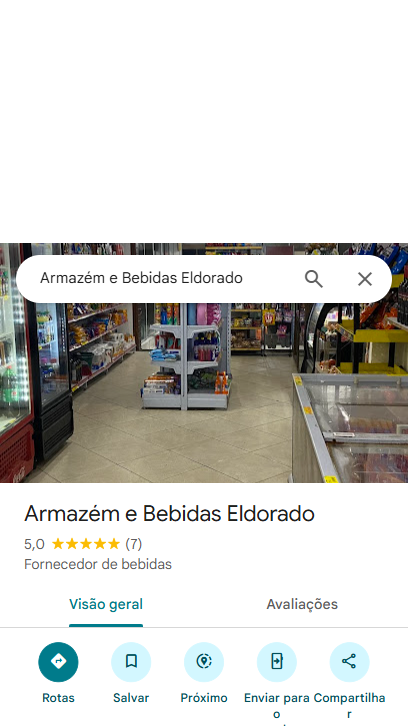 Armazém e Bebidas Eldorado
Armazém e Bebidas Eldorado
5,0 (7)
Fornecedor de bebidas
Visão geral Avaliações
Rotas Salvar Próximo Enviar para o Compartilhar